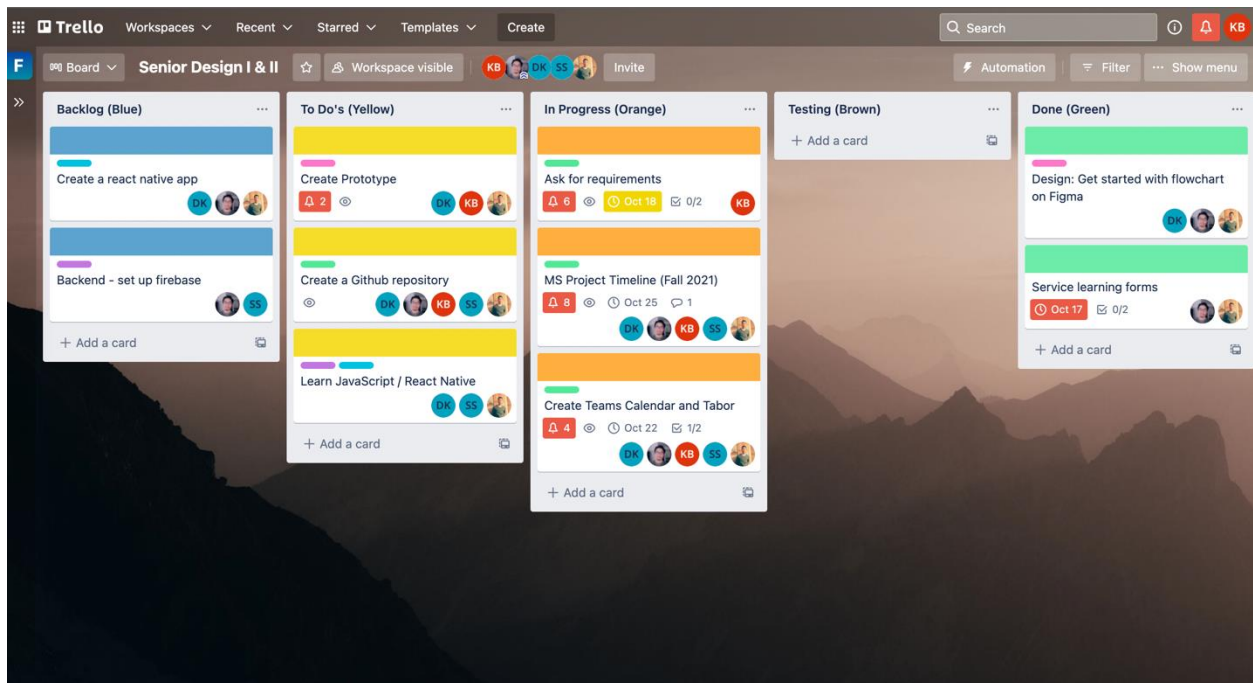 Trello
Workspaces
Recent
Starred
Templates
Create
Search
KB
F
Board
Senior Design I & II
Workspace visible
KB
DK
SS
Invite
Automation
Filter
Show menu
Backlog (Blue)
Create a react native app
DK
Backend - set up firebase
SS
+ Add a card
To Do's (Yellow)
Create Prototype
2
DK
KB
Create a Github repository
DK
KB
SS
Learn JavaScript / React Native
DK
SS
+ Add a card
In Progress (Orange)
Ask for requirements
6
Oct 18
0/2
KB
MS Project Timeline (Fall 2021)
8
Oct 25
1
DK
KB
SS
Create Teams Calendar and Tabor
4
Oct 22
1/2
DK
KB
SS
+ Add a card
Testing (Brown)
+ Add a card
Done (Green)
Design: Get started with flowchart
on Figma
DK
Service learning forms
Oct 17
0/2
+ Add a card